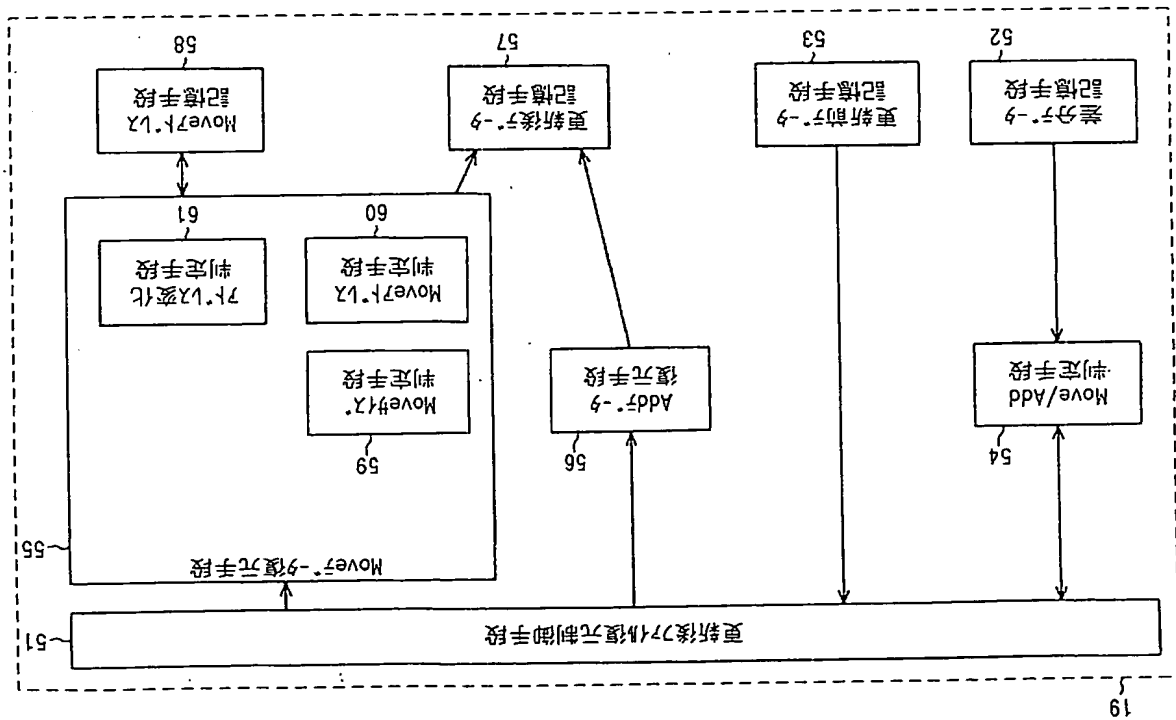 19
51
更新後ファイル復元制御手段
54
Move/Add
判定手段
56
Addデータ
復元手段
55
Moveデータ復元手段
59
Moveサイズ
判定手段
60
Moveアドレス
判定手段
61
アドレス変化
判定手段
52
差分データ
記憶手段
53
更新前データ
記憶手段
57
更新後データ
記憶手段
58
Moveアドレス
記憶手段